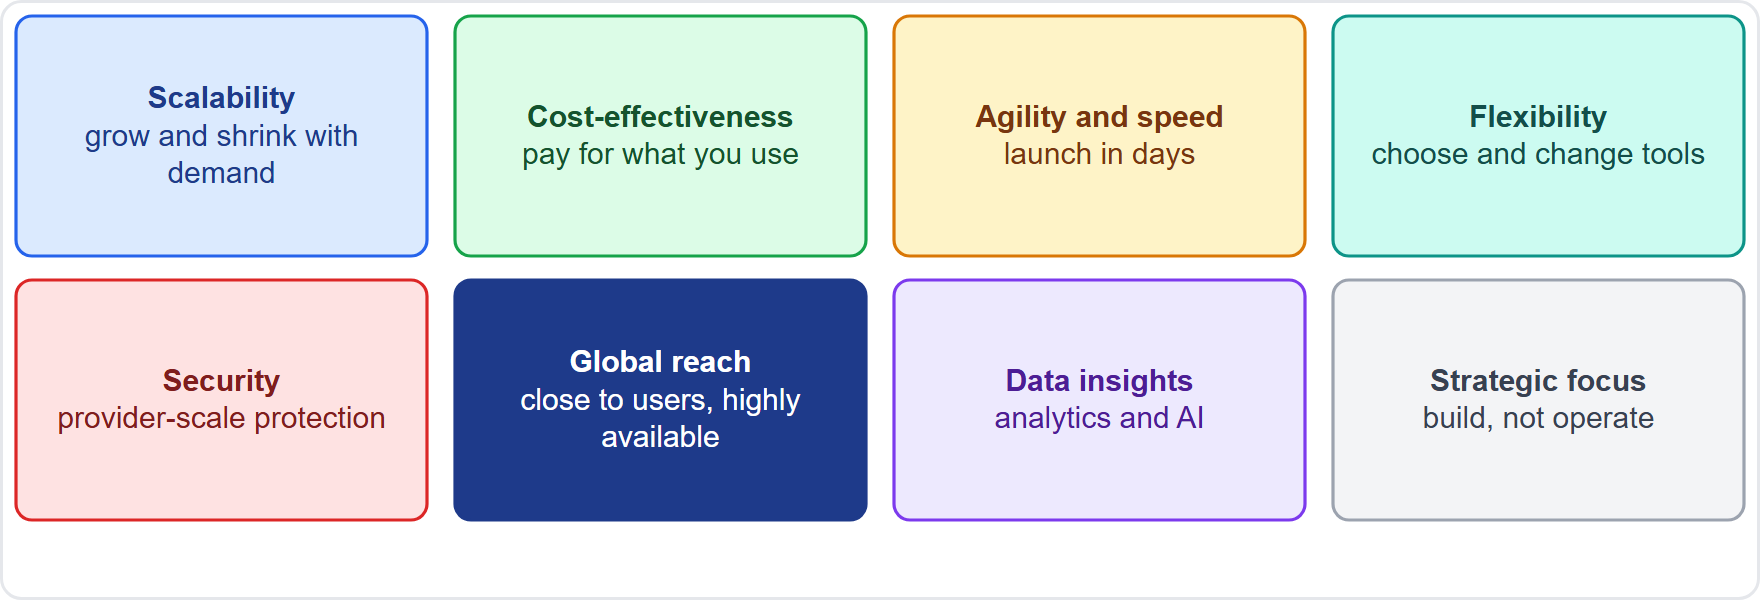 Scalability
grow and shrink with
demand
Cost-effectiveness
pay for what you use
Agility and speed
launch in days
Flexibility
choose and change tools
Security
provider-scale protection
Global reach
close to users, highly
available
Data insights
analytics and AI
Strategic focus
build, not operate